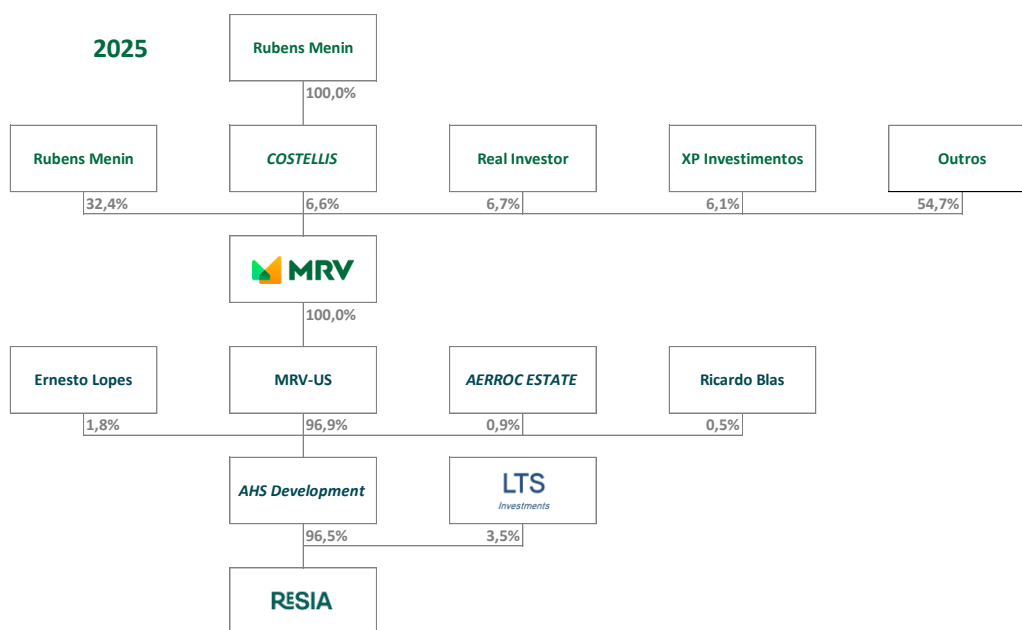 2025
Rubens Menin
100,0%
Rubens Menin
COSTELLIS
Real Investor
XP Investimentos
Outros
32,4%
6,6%
6,7%
6,1%
54,7%
MRV
100,0%
Ernesto Lopes
MRV-US
AERROC ESTATE
Ricardo Blas
1,8%
96,9%
0,9%
0,5%
AHS Development
LTS
Investments
96,5%
3,5%
RESIA